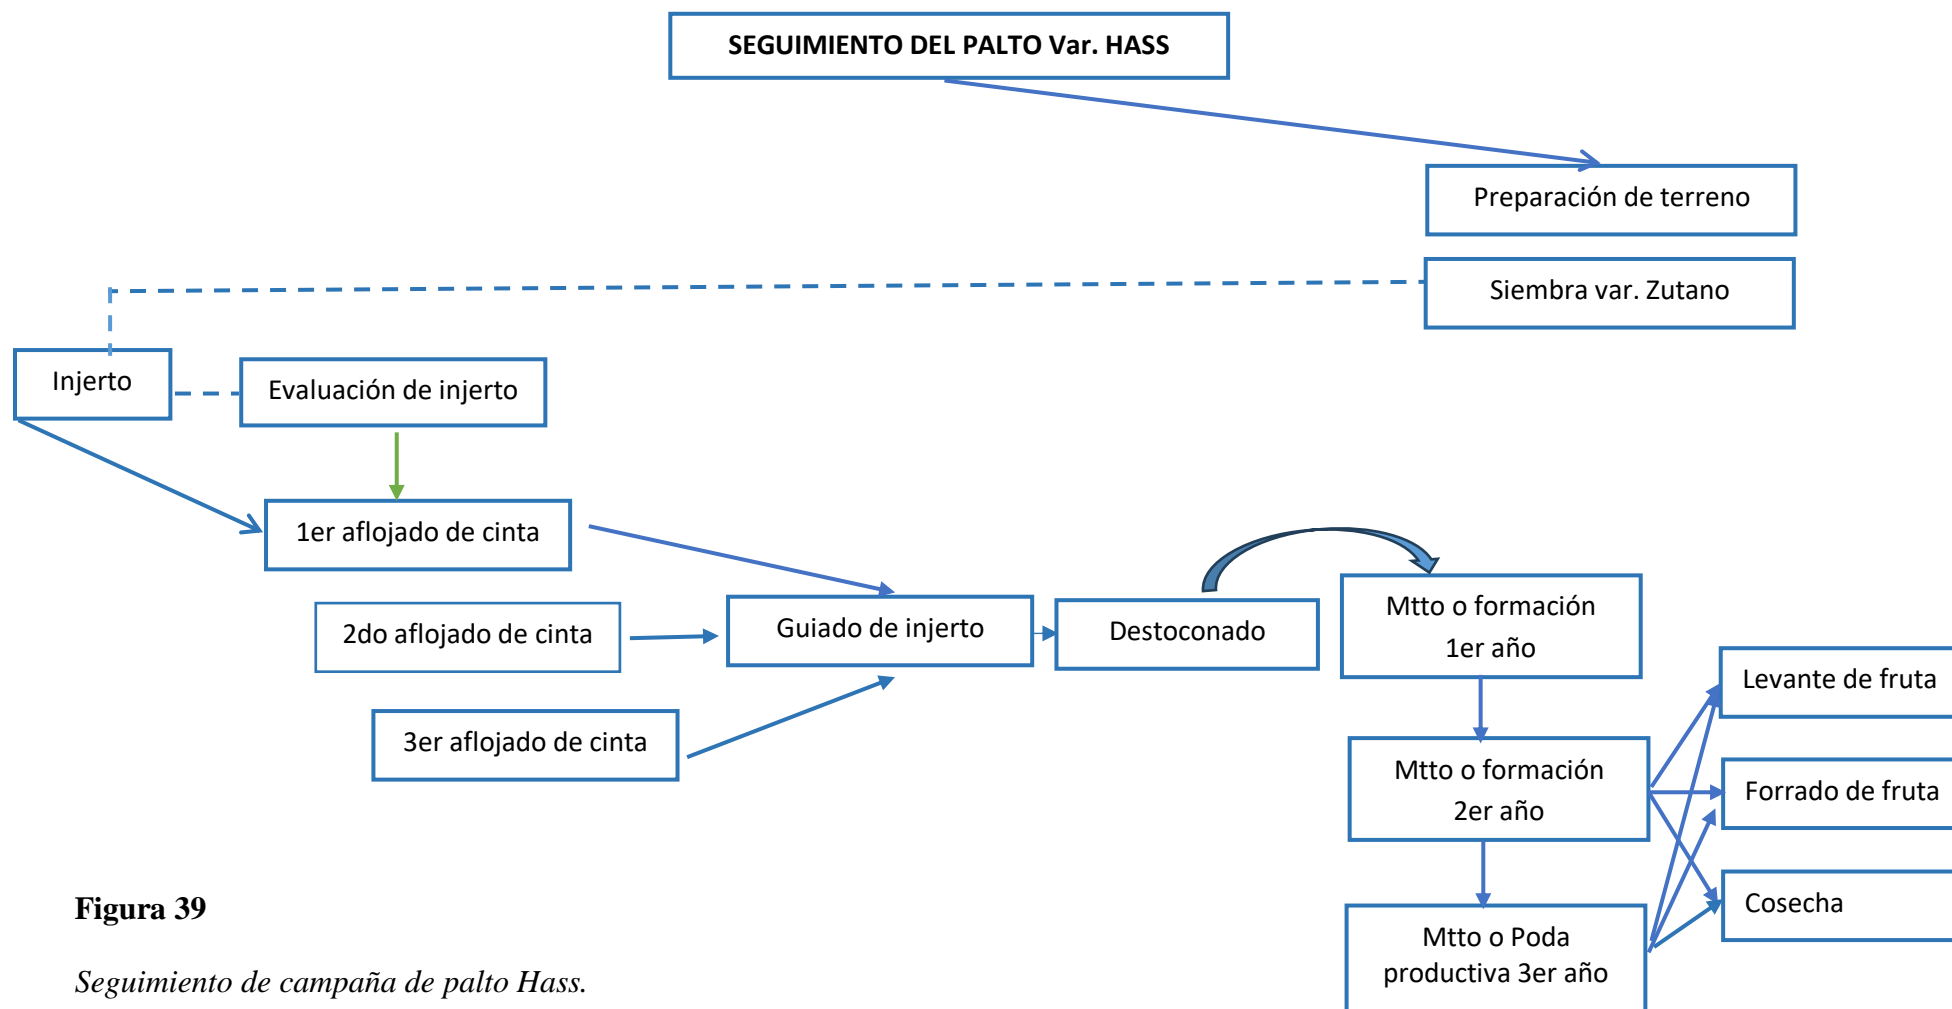 SEGUIMIENTO DEL PALTO Var. HASS
Preparación de terreno
Siembra var. Zutano
Injerto
Evaluación de injerto
1er aflojado de cinta
2do aflojado de cinta
3er aflojado de cinta
Guiado de injerto
Destoconado
Mtto o formación
1er año
Mtto o formación
2er año
Mtto o Poda
productiva 3er año
Levante de fruta
Forrado de fruta
Cosecha
Figura 39
Seguimiento de campaña de palto Hass.